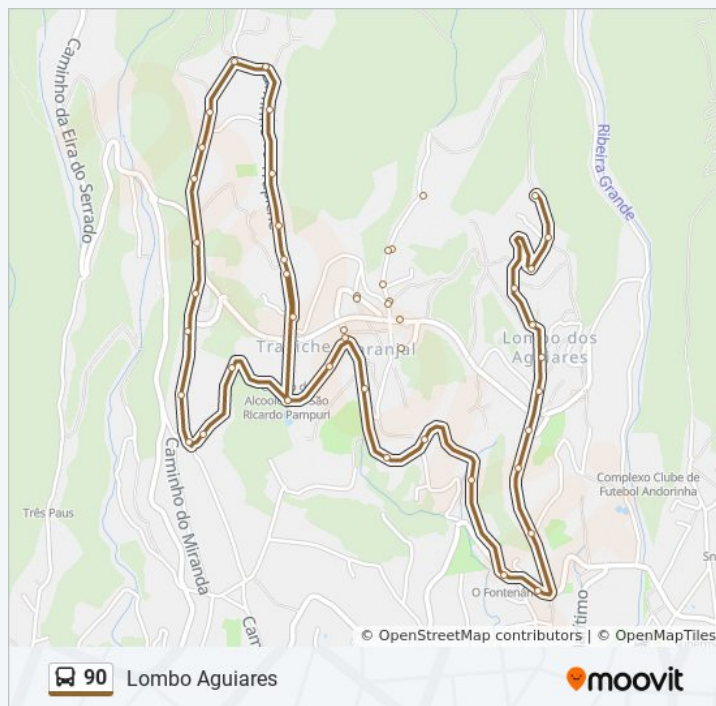 Caminho da Eira do Serrado
Ribeira Grande
Lombo dos
Aguiares
Alcoo
São
Ricardo Pampuri
Complexo Clube de
Futebol Andorinha
Caminho do Miranda
Três Paus
O Fontenário
© OpenStreetMap contributors | © OpenMapTiles
90 Lombo Aguiares
moovit